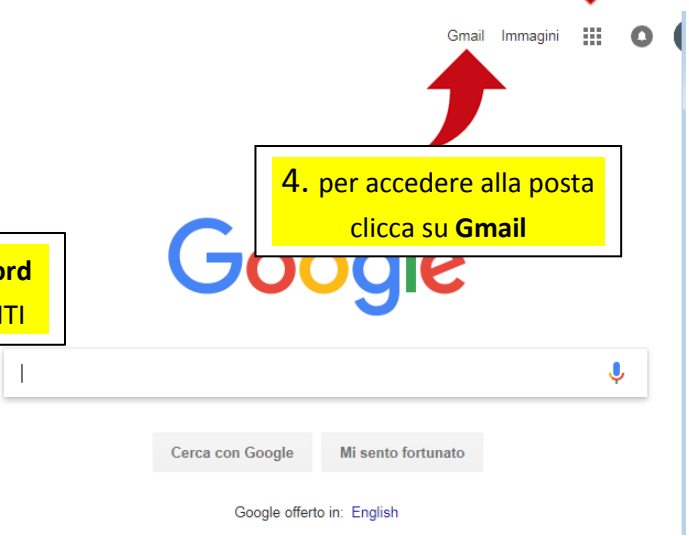 Gmail Immagini
4. per accedere alla posta
clicca su Gmail
Google
Cerca con Google Mi sento fortunato
Google offerto in: English